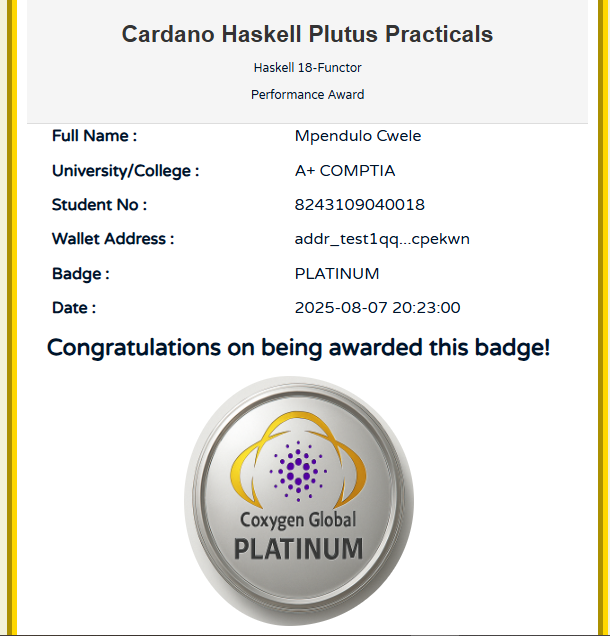 Cardano Haskell Plutus Practicals
Haskell 18-Functor
Performance Award
Full Name : Mpendulo Cwele
University/College : A+ COMPTIA
Student No : 8243109040018
Wallet Address : addr_test1qq...cpekwn
Badge : PLATINUM
Date : 2025-08-07 20:23:00
Congratulations on being awarded this badge!
Coxygen Global
PLATINUM